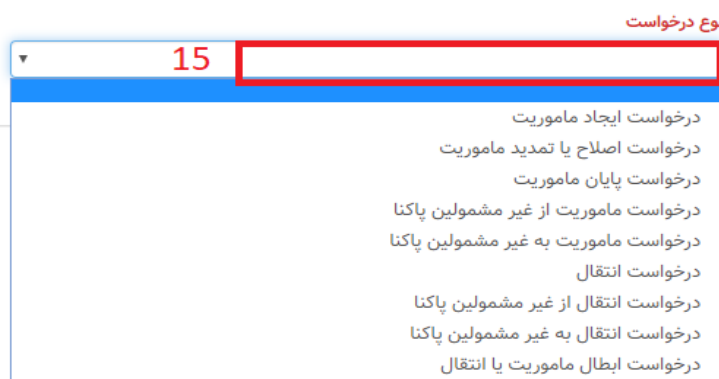 وع درخواست
15
درخواست ایجاد ماموریت
درخواست اصلاح یا تمدید ماموریت
درخواست پایان ماموریت
درخواست ماموریت از غیر مشمولین پاکنا
درخواست ماموریت به غیر مشمولین پاکنا
درخواست انتقال
درخواست انتقال از غیر مشمولین پاکنا
درخواست انتقال به غیر مشمولین پاکنا
درخواست ابطال ماموریت یا انتقال